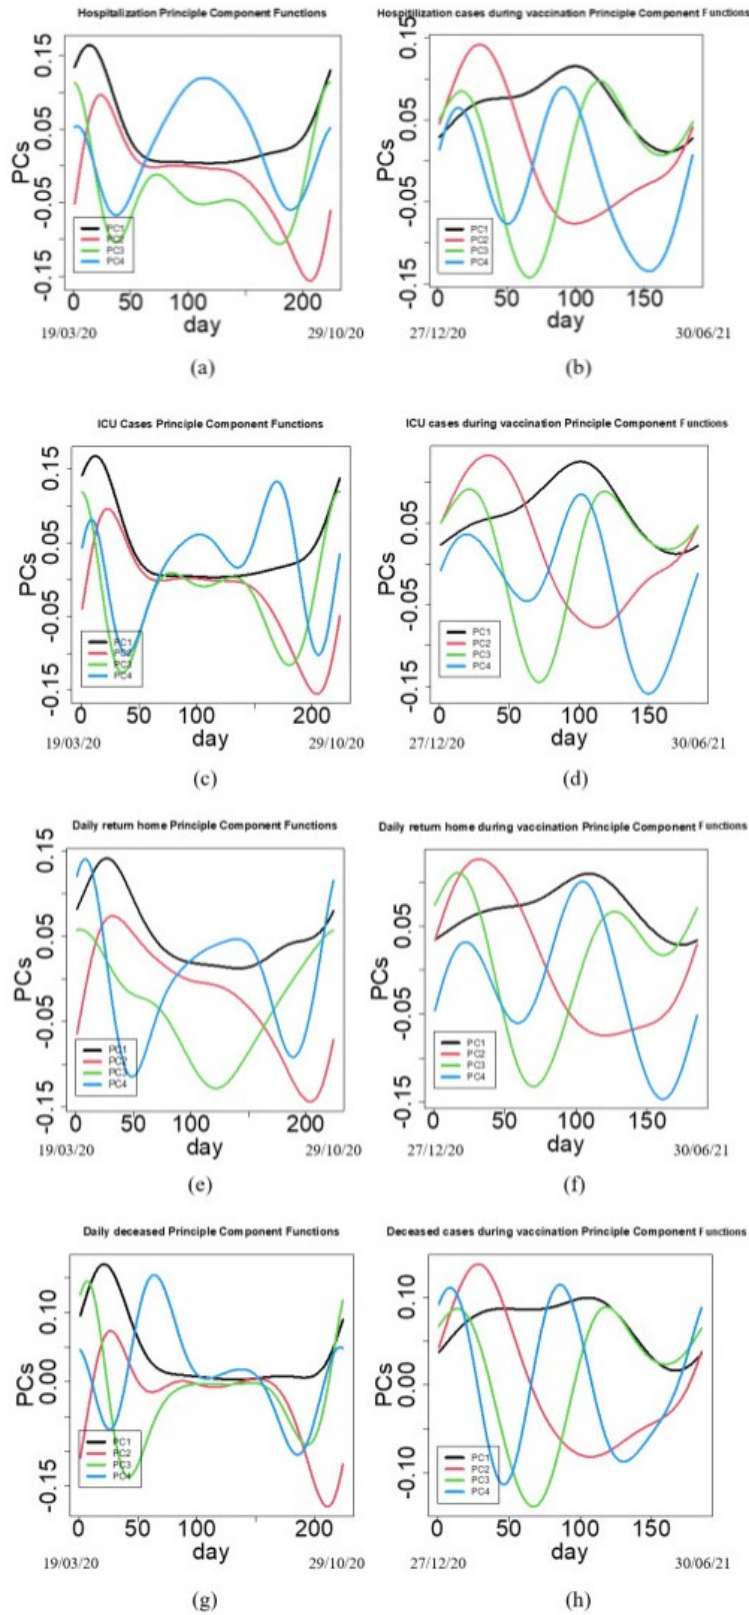 Hospitalization Principle Component Functions
0.15
0.05
-0.05
-0.15
PCs
PC1
PC2
PC3
PC4
0 50 100 200
day
19/03/20 29/10/20
(a)
Hospitilization cases during vaccination Principle Component Functions
0.15
0.05
-0.05
-0.15
PCs
PC1
PC2
PC3
PC4
0 50 100 150
day
27/12/20 30/06/21
(b)
ICU Cases Principle Component Functions
0.15
0.05
-0.05
-0.15
PCs
PC1
PC2
PC3
PC4
0 50 100 200
day
19/03/20 29/10/20
(c)
ICU cases during vaccination Principle Component Functions
0.05
-0.05
-0.15
PCs
PC1
PC2
PC3
PC4
0 50 100 150
day
27/12/20 30/06/21
(d)
Daily return home Principle Component Functions
0.15
0.05
-0.05
-0.15
PCs
PC1
PC2
PC3
PC4
0 50 100 200
day
19/03/20 29/10/20
(e)
Daily return home during vaccination Principle Component Functions
0.05
-0.05
-0.15
PCs
PC1
PC2
PC3
PC4
0 50 100 150
day
27/12/20 30/06/21
(f)
Daily deceased Principle Component Functions
0.10
0.00
-0.15
PCs
PC1
PC2
PC3
PC4
0 50 100 200
day
19/03/20 29/10/20
(g)
Deceased cases during vaccination Principle Component Functions
0.10
0.00
-0.10
PCs
PC1
PC2
PC3
PC4
0 50 100 150
day
27/12/20 30/06/21
(h)